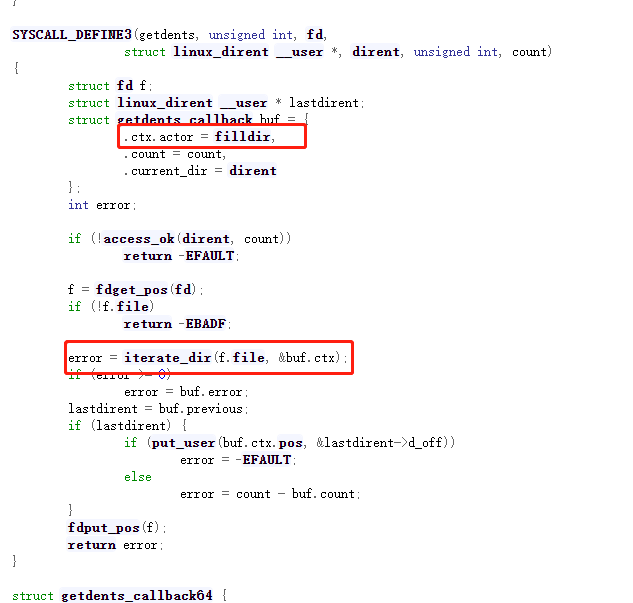 }
SYSCALL_DEFINE3(getdents, unsigned int, fd,
struct linux_dirent __user *, dirent, unsigned int, count)
{
struct fd f;
struct linux_dirent __user * lastdirent;
struct getdents_callback buf = {
.ctx.actor = filldir,
.count = count,
.current_dir = dirent
};
int error;
if (!access_ok(dirent, count))
return -EFAULT;
f = fdget_pos(fd);
if (!f.file)
return -EBADF;
error = iterate_dir(f.file, &buf.ctx);
if (error >= 0)
error = buf.error;
lastdirent = buf.previous;
if (lastdirent) {
if (put_user(buf.ctx.pos, &lastdirent->d_off))
error = -EFAULT;
else
error = count - buf.count;
}
fdput_pos(f);
return error;
}
struct getdents_callback64 {